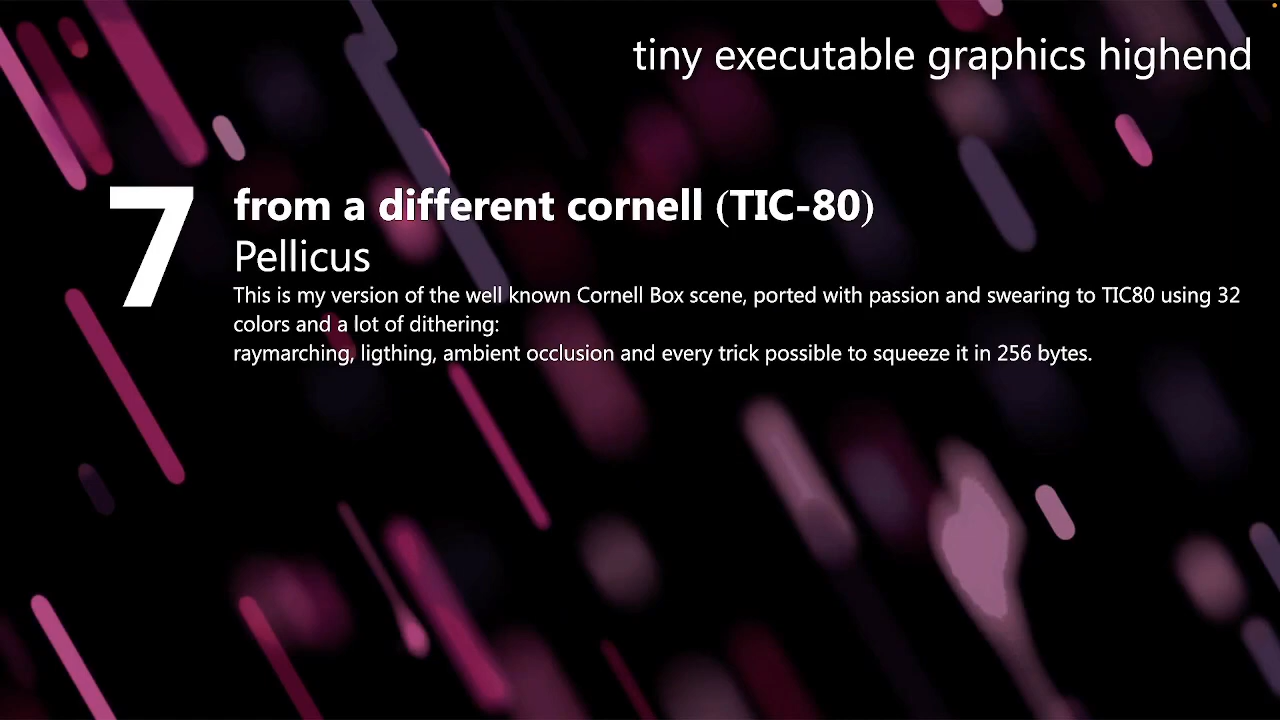 tiny executable graphics highend
7
from a different cornell (TIC-80)
Pellicus
This is my version of the well known Cornell Box scene, ported with passion and swearing to TIC80 using 32
colors and a lot of dithering:
raymarching, ligthing, ambient occlusion and every trick possible to squeeze it in 256 bytes.